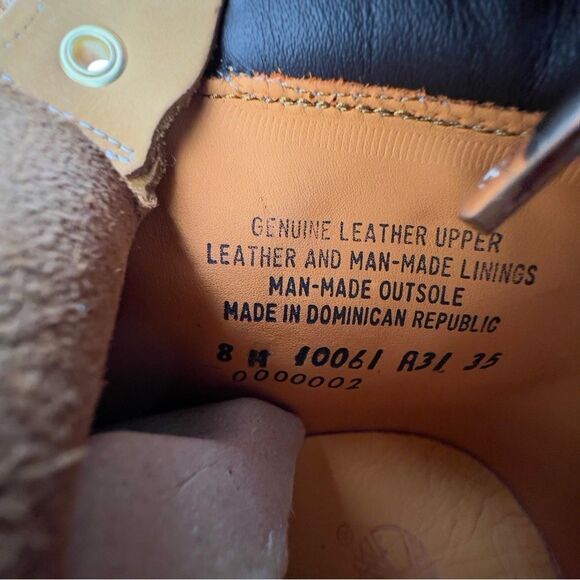 GENUINE LEATHER UPPER
LEATHER AND MAN-MADE LININGS
MAN-MADE OUTSOLE
MADE IN DOMINICAN REPUBLIC
8 M 10061 A31 35
0000002
®